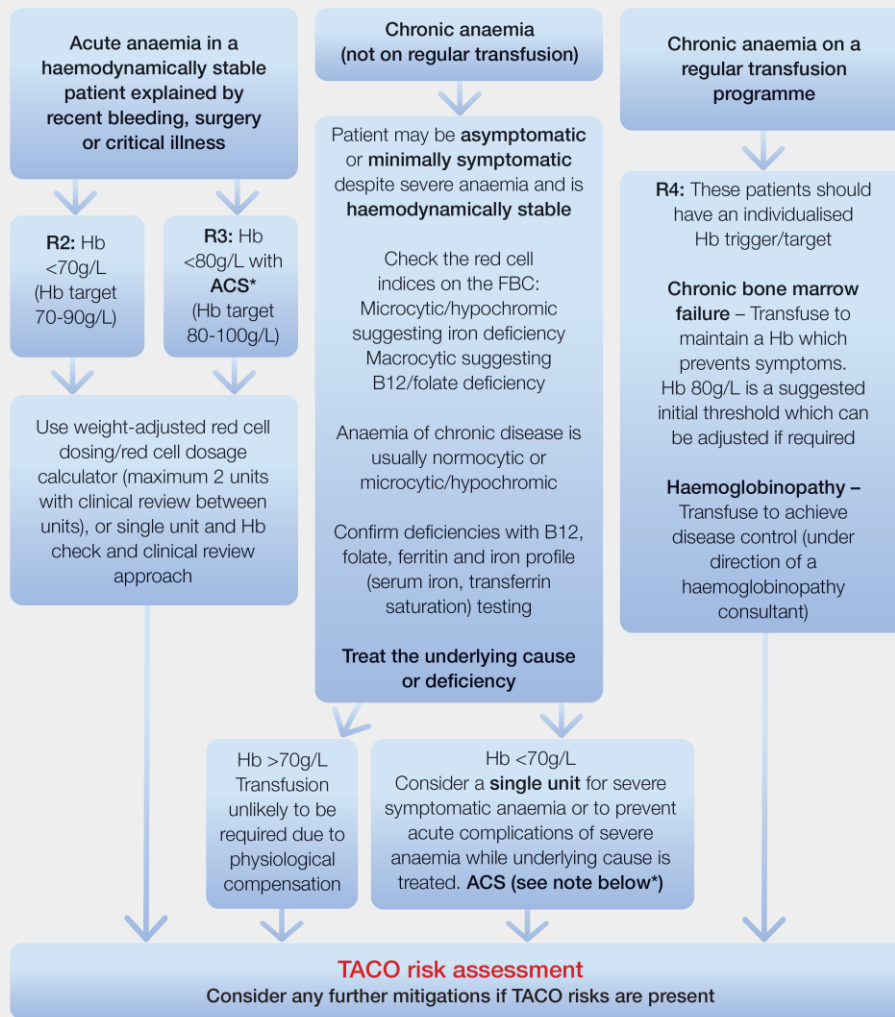 Acute anaemia in a
haemodynamically stable
patient explained by
recent bleeding, surgery
or critical illness
R2: Hb
<70g/L
(Hb target
70-90g/L)
R3: Hb
<80g/L with
ACS*
(Hb target
80-100g/L)
Use weight-adjusted red cell
dosing/red cell dosage
calculator (maximum 2 units
with clinical review between
units), or single unit and Hb
check and clinical review
approach
Chronic anaemia
(not on regular transfusion)
Patient may be asymptomatic
or minimally symptomatic
despite severe anaemia and is
haemodynamically stable
Check the red cell
indices on the FBC:
Microcytic/hypochromic
suggesting iron deficiency
Macrocytic suggesting
B12/folate deficiency
Anaemia of chronic disease is
usually normocytic or
microcytic/hypochromic
Confirm deficiencies with B12,
folate, ferritin and iron profile
(serum iron, transferrin
saturation) testing
Treat the underlying cause
or deficiency
Hb >70g/L
Transfusion
unlikely to be
required due to
physiological
compensation
Hb <70g/L
Consider a single unit for severe
symptomatic anaemia or to prevent
acute complications of severe
anaemia while underlying cause is
treated. ACS (see note below*)
Chronic anaemia on a
regular transfusion
programme
R4: These patients should
have an individualised
Hb trigger/target
Chronic bone marrow
failure – Transfuse to
maintain a Hb which
prevents symptoms.
Hb 80g/L is a suggested
initial threshold which can
be adjusted if required
Haemoglobinopathy –
Transfuse to achieve
disease control (under
direction of a
haemoglobinopathy
consultant)
TACO risk assessment
Consider any further mitigations if TACO risks are present